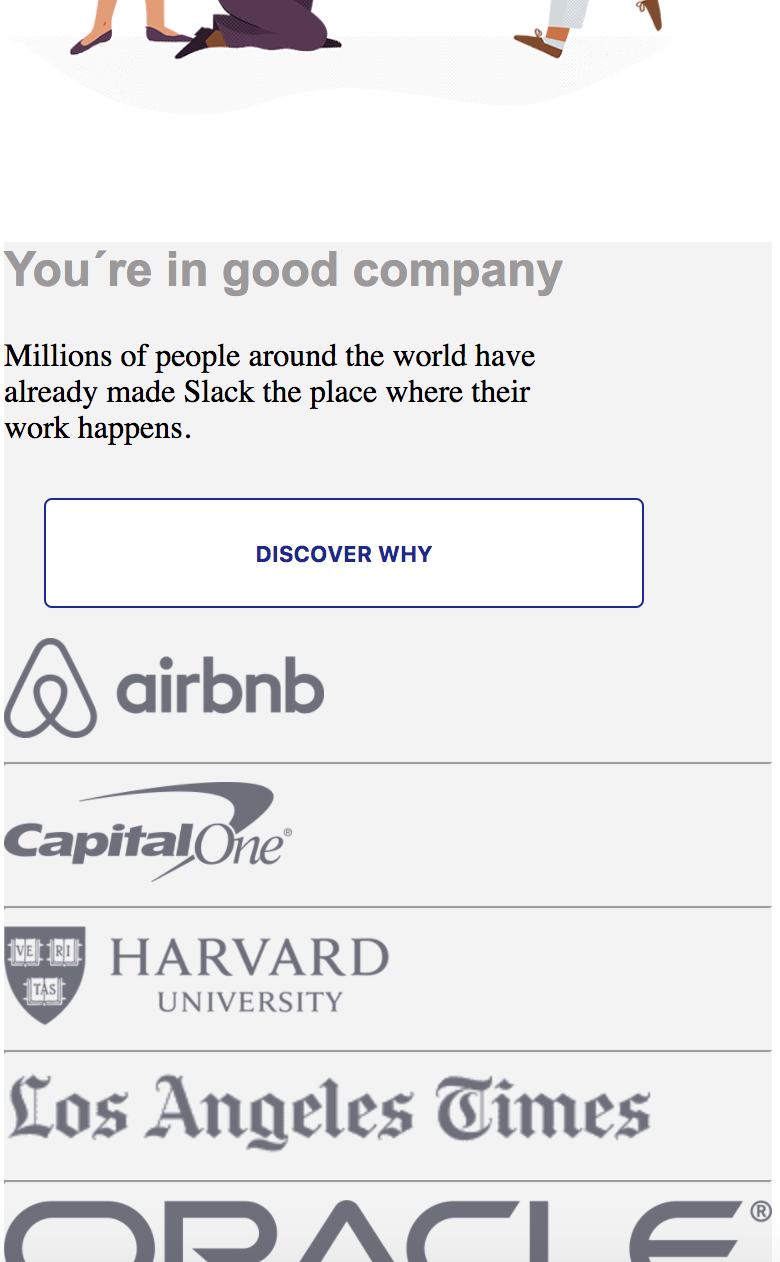 You´re in good company
Millions of people around the world have
already made Slack the place where their
work happens.
DISCOVER WHY
airbnb
CapitalOne®
VE RI
TAS
HARVARD
UNIVERSITY
Los Angeles Times
ORACLE®